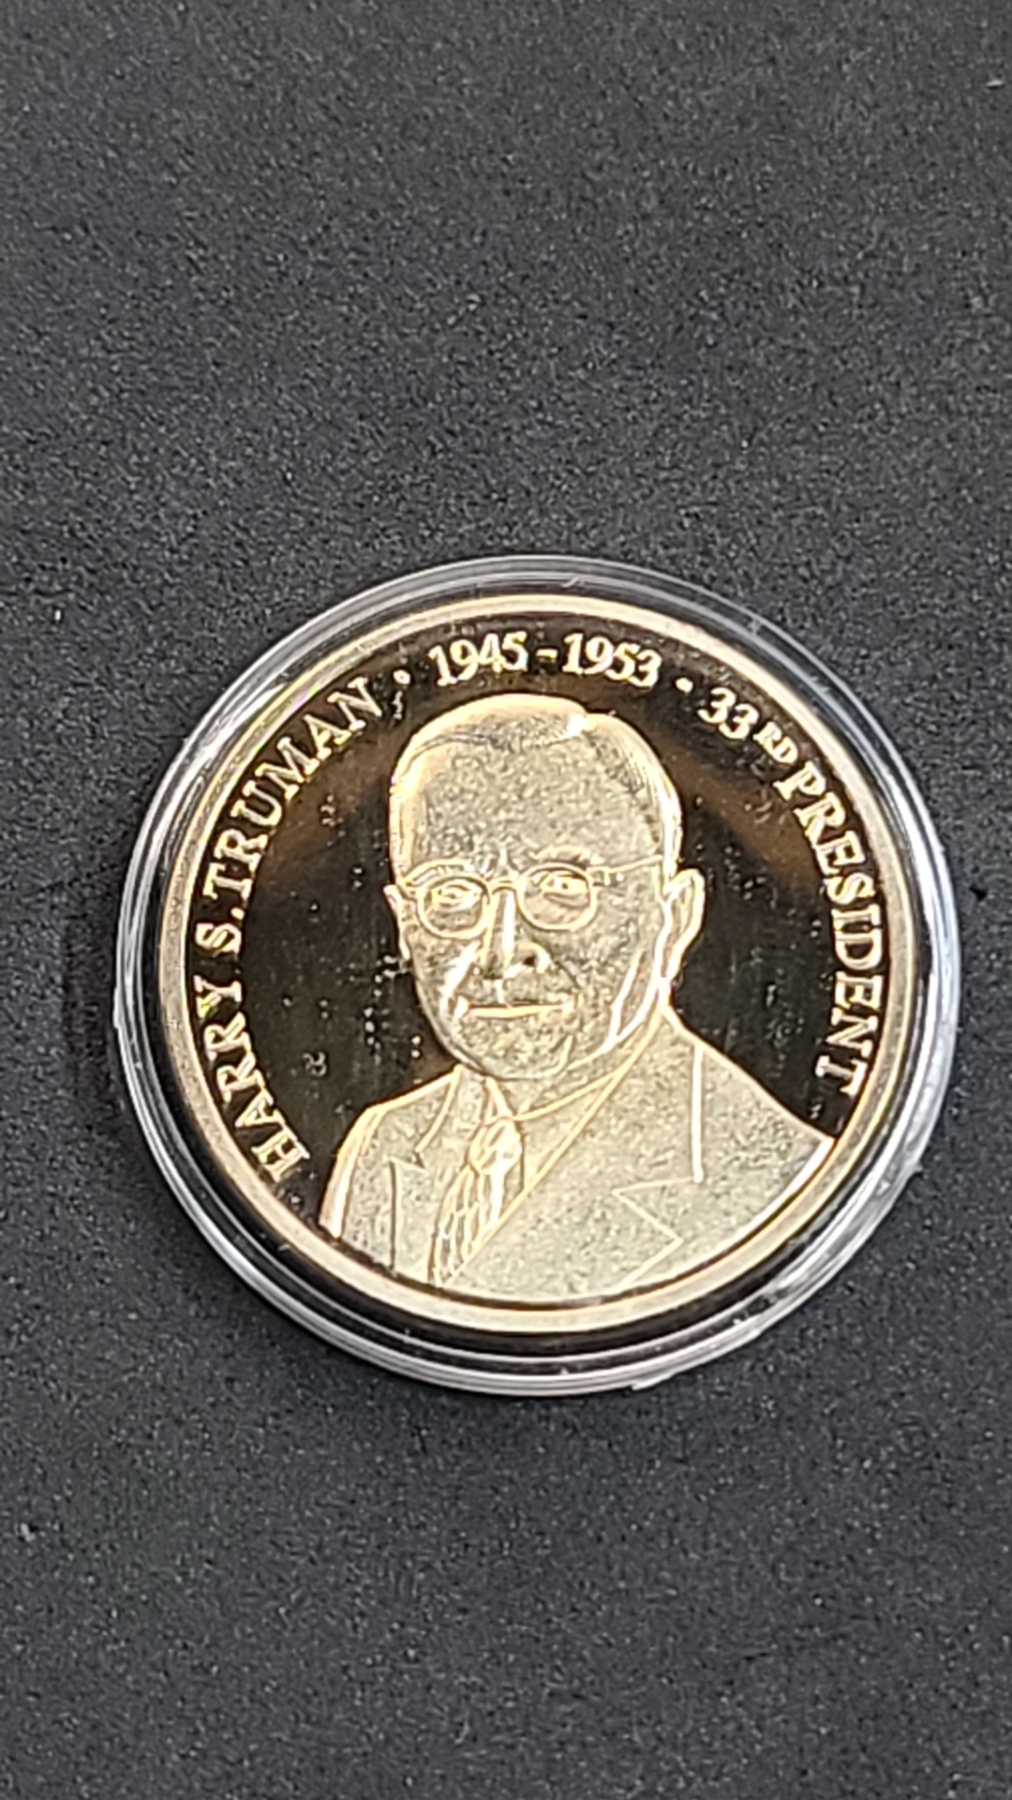 HARRY S. TRUMAN • 1945-1953 • 33RD PRESIDENT